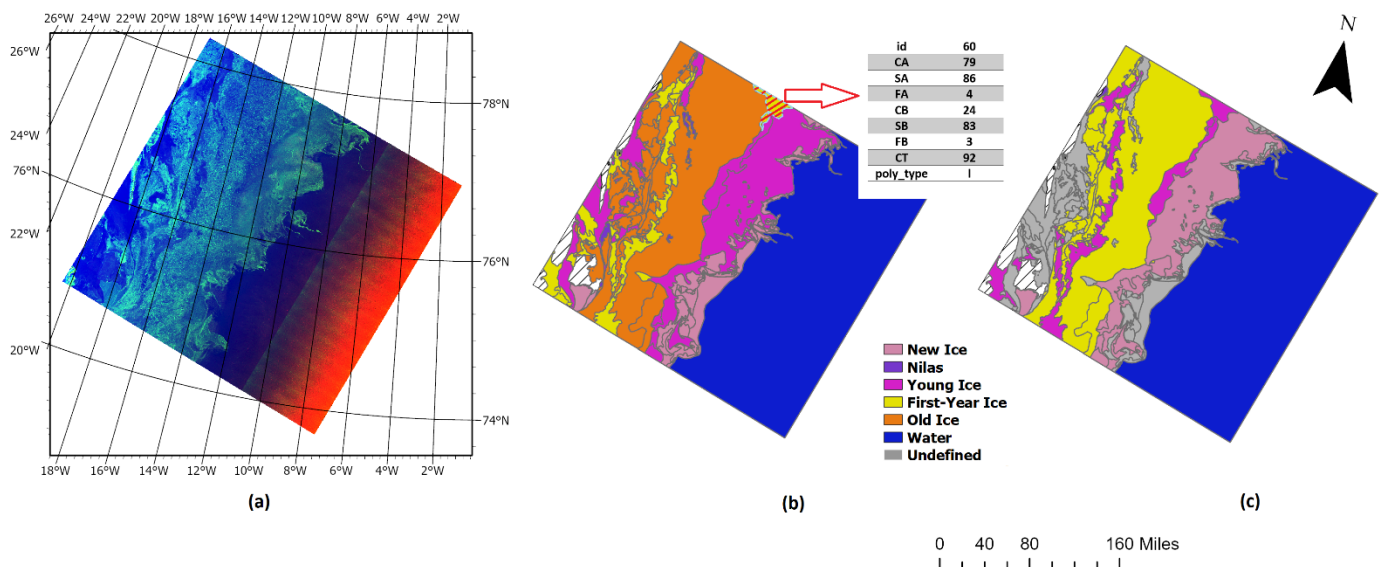 26°W 24°W 22°W 20°W 18°W 16°W 14°W 12°W 10°W 8°W 6°W 4°W 2°W
26°W
24°W
76°W
22°W
20°W
78°N
76°N
74°N
18°W 16°W 14°W 12°W 10°W 8°W 6°W 4°W 2°W
(a)
id 60
CA 79
SA 86
FA 4
CB 24
SB 83
FB 3
CT 92
poly_type I
New Ice
Nilas
Young Ice
First-Year Ice
Old Ice
Water
Undefined
(b)
N
(c)
0 40 80 160 Miles